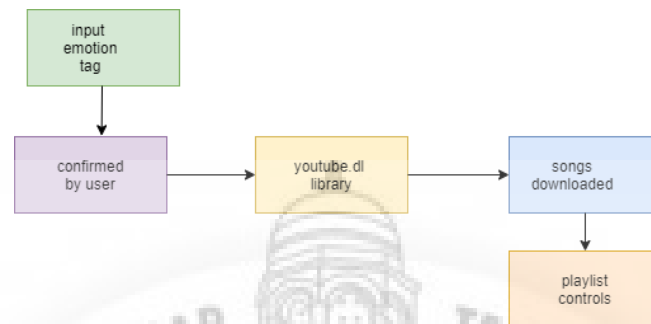 input
emotion
tag
confirmed
by user
youtube.dl
library
songs
downloaded
playlist
controls